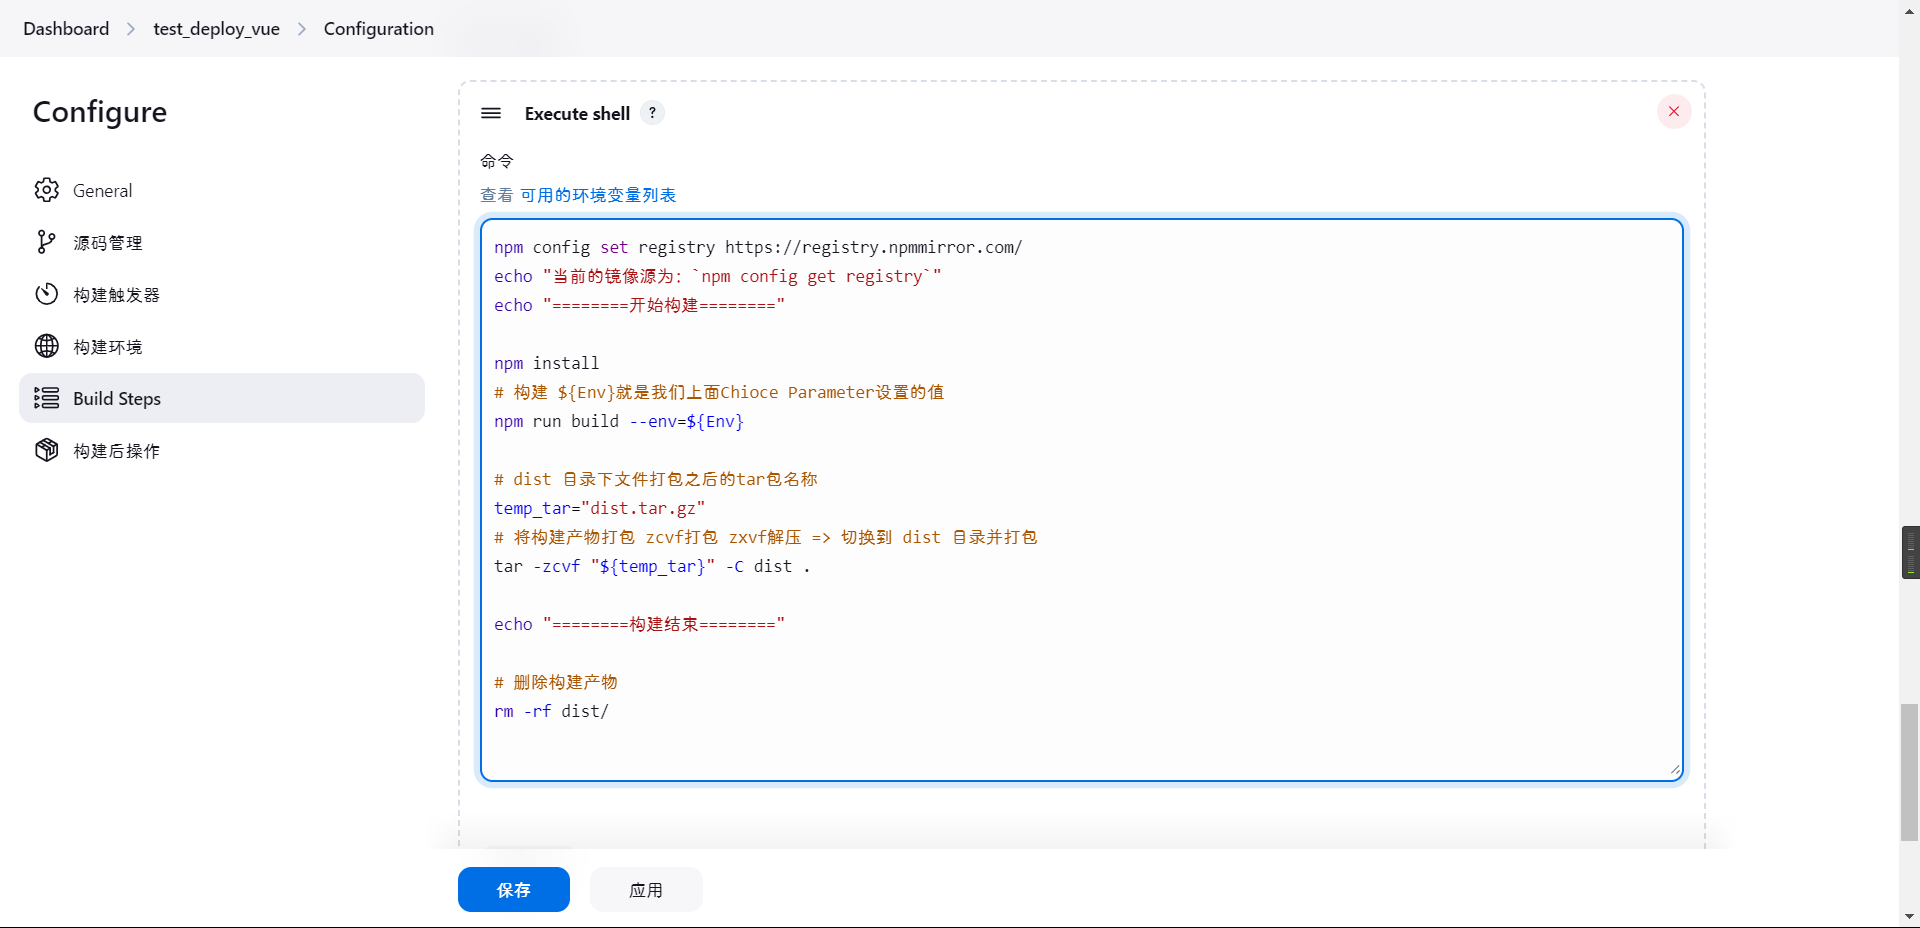 Dashboard > test_deploy_vue > Configuration
Configure
General
源码管理
构建触发器
构建环境
Build Steps
构建后操作
Execute shell ?
命令
查看 可用的环境变量列表
npm config set registry https://registry.npmmirror.com/
echo "当前的镜像源为: `npm config get registry`"
echo "========开始构建========"
npm install
# 构建 ${Env}就是我们上面Chioce Parameter设置的值
npm run build --env=${Env}
# dist 目录下文件打包之后的tar包名称
temp_tar="dist.tar.gz"
# 将构建产物打包 zcvf打包 zxvf解压 => 切换到 dist 目录并打包
tar -zcvf "${temp_tar}" -C dist .
echo "========构建结束========"
# 删除构建产物
rm -rf dist/
保存
应用